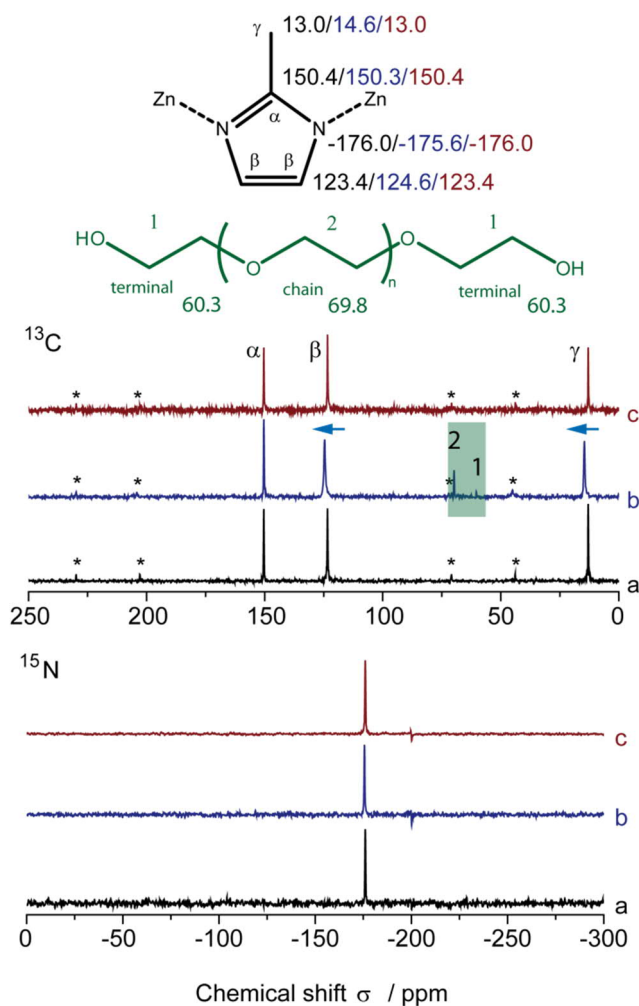 γ 13.0/14.6/13.0
150.4/150.3/150.4
Zn Zn
N α N
-176.0/-175.6/-176.0
β β
123.4/124.6/123.4
1 2 1
HO O O n OH
terminal chain terminal
60.3 69.8 60.3
13C
α β γ
* * * * c
2
1
* * * * b
* * * * a
250 200 150 100 50 0
15N
c
b
a
0 -50 -100 -150 -200 -250 -300
Chemical shift σ / ppm